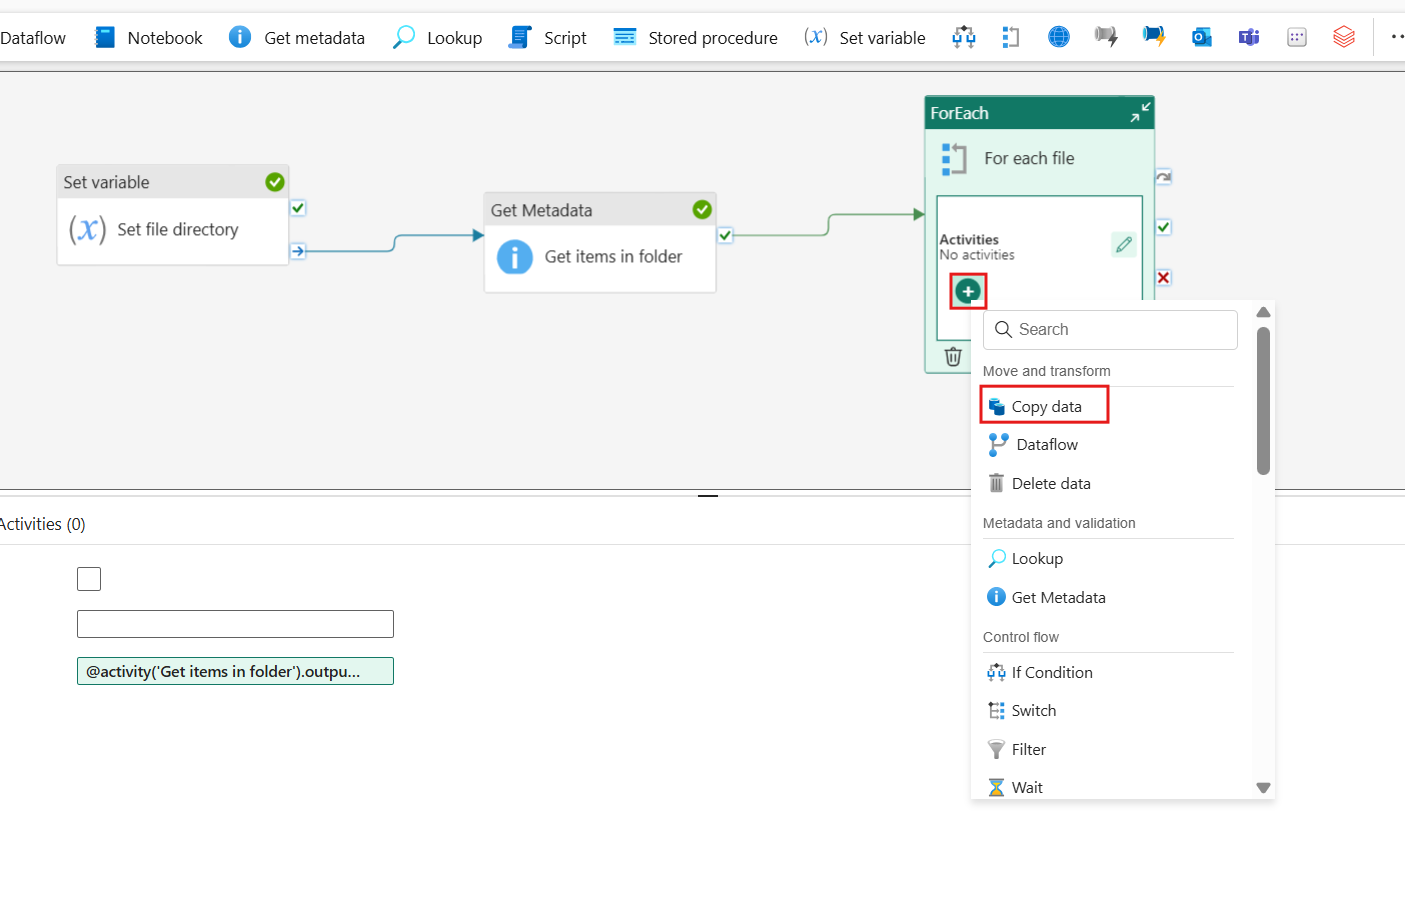 Dataflow Notebook Get metadata Lookup Script Stored procedure (x) Set variable
ForEach
For each file
Set variable
(x) Set file directory
Get Metadata
Get items in folder
Activities
No activities
Search
Move and transform
Copy data
Dataflow
Delete data
Metadata and validation
Lookup
Get Metadata
Control flow
If Condition
Switch
Filter
Wait
Activities (0)
@activity('Get items in folder').outpu...